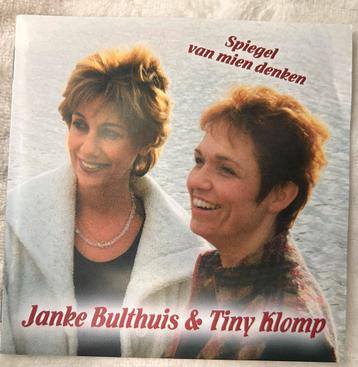 Spiegel
van mien denken
Janke Bulthuis & Tiny Klomp